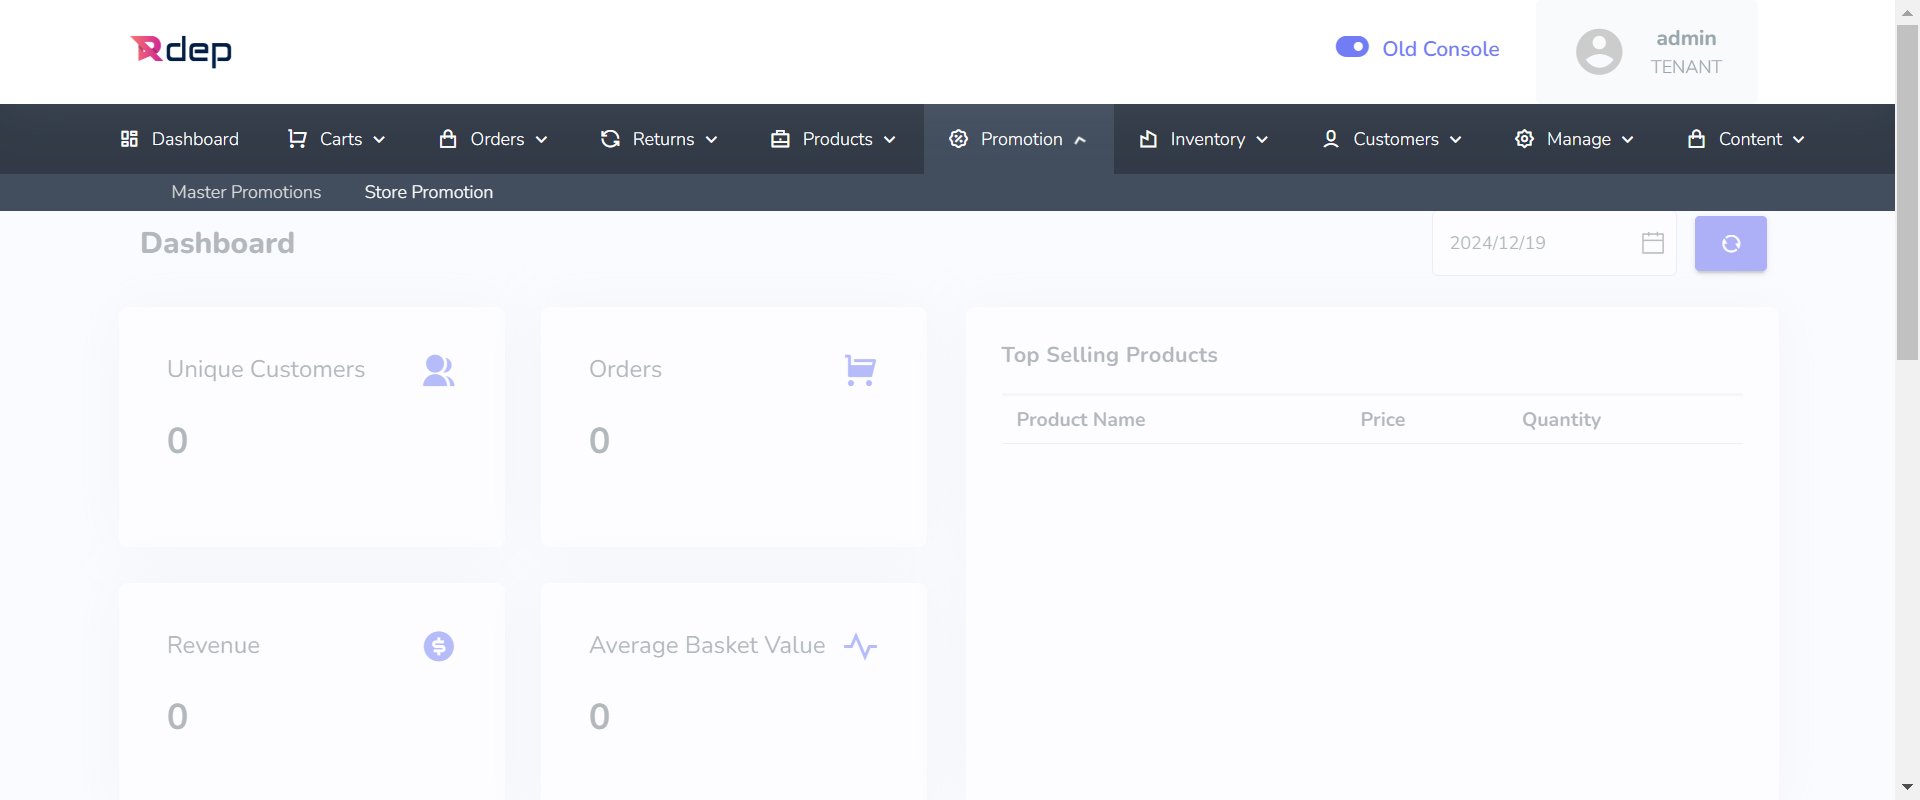 Rdep
Old Console
admin
TENANT
Dashboard Carts Orders Returns Products Promotion Inventory Customers Manage Content
Master Promotions Store Promotion
Dashboard
2024/12/19
Unique Customers
0
Orders
0
Top Selling Products
Product Name Price Quantity
Revenue
0
Average Basket Value
0